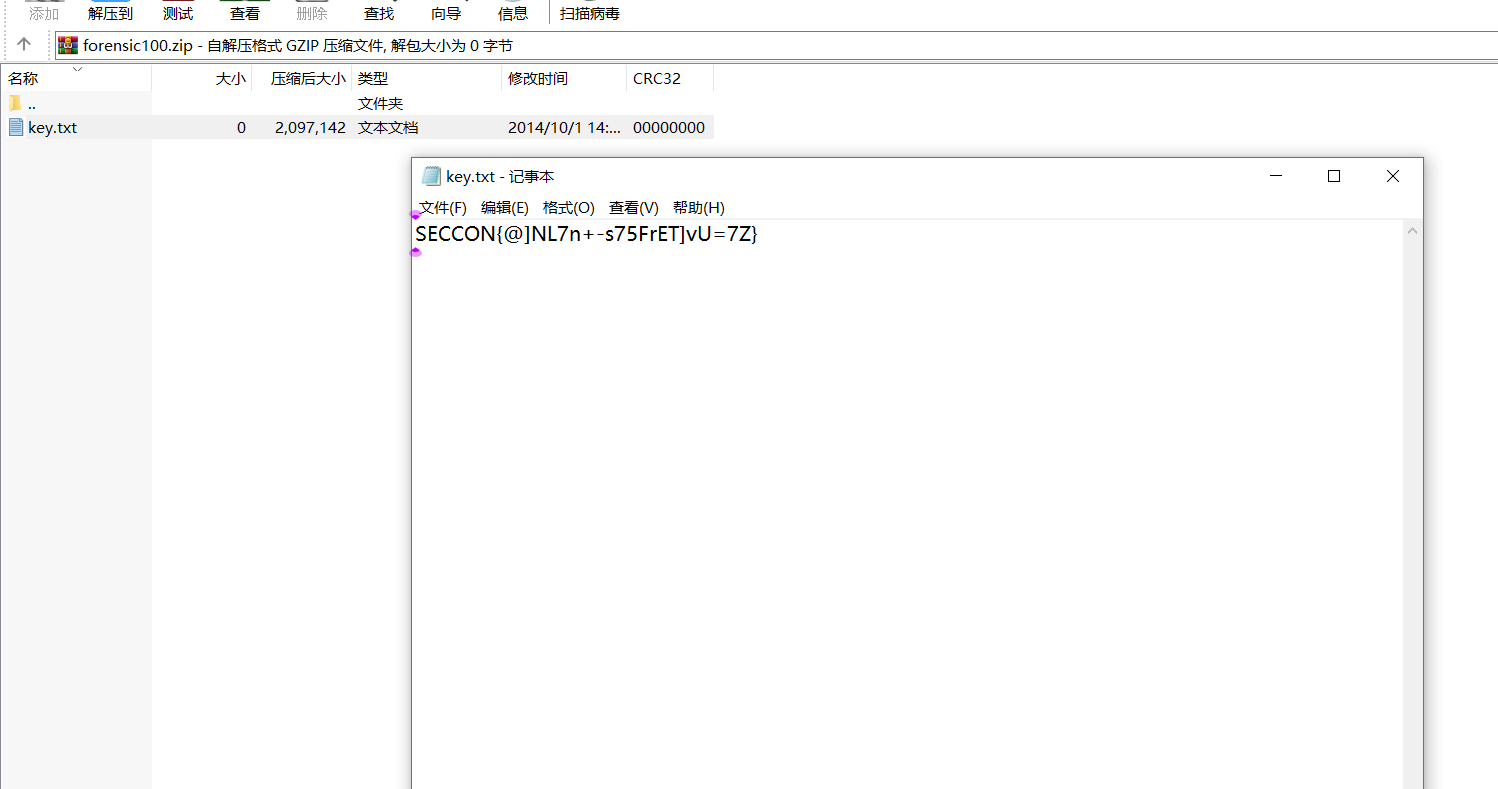 添加 解压到 测试 查看 删除 查找 向导 信息 扫描病毒
forensic100.zip - 自解压格式 GZIP 压缩文件, 解包大小为 0 字节
名称 大小 压缩后大小 类型 修改时间 CRC32
.. 文件夹
key.txt 0 2,097,142 文本文档 2014/10/1 14:... 00000000
key.txt - 记事本
文件(F) 编辑(E) 格式(O) 查看(V) 帮助(H)
SECCON{@]NL7n+-s75FrET]vU=7Z}